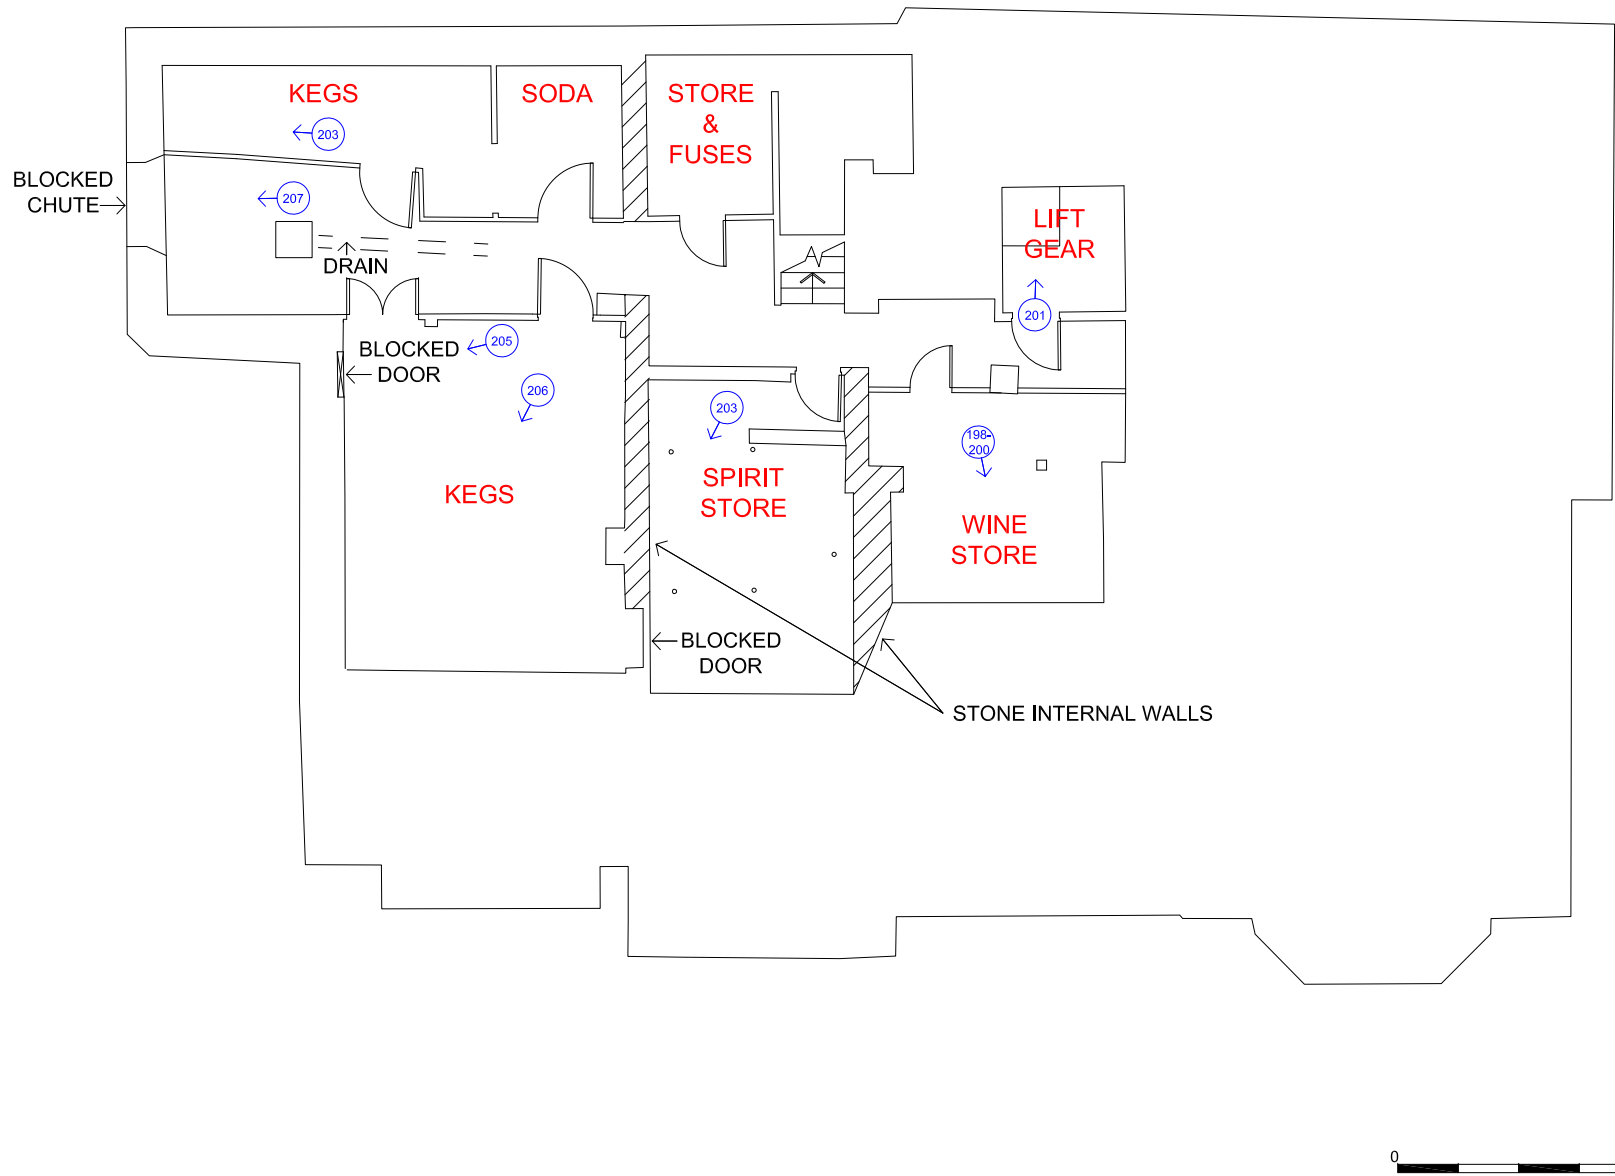 KEGS
SODA
STORE
&
FUSES
203
BLOCKED
CHUTE
207
LIFT
GEAR
DRAIN
201
205
BLOCKED
DOOR
206
203
198-
200
SPIRIT
STORE
KEGS
WINE
STORE
BLOCKED
DOOR
STONE INTERNAL WALLS
0